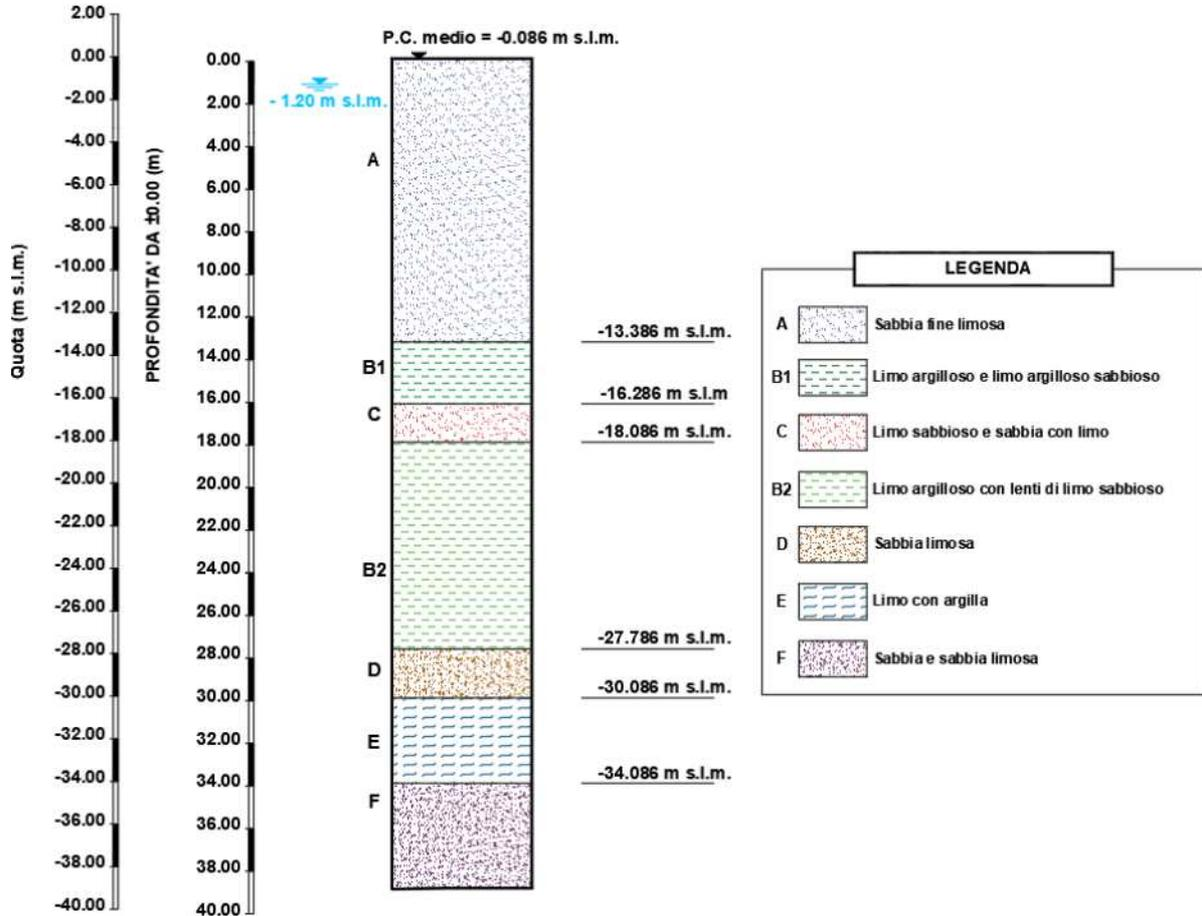 Quota (m s.l.m.)
2.00
0.00
-2.00
-4.00
-6.00
-8.00
-10.00
-12.00
-14.00
-16.00
-18.00
-20.00
-22.00
-24.00
-26.00
-28.00
-30.00
-32.00
-34.00
-36.00
-38.00
-40.00
PROFONDITA' DA ±0.00 (m)
0.00
2.00
4.00
6.00
8.00
10.00
12.00
14.00
16.00
18.00
20.00
22.00
24.00
26.00
28.00
30.00
32.00
34.00
36.00
38.00
40.00
P.C. medio = -0.086 m s.l.m.
- 1.20 m s.l.m.
A
B1
C
B2
D
E
F
-13.386 m s.l.m.
-16.286 m s.l.m
-18.086 m s.l.m.
-27.786 m s.l.m.
-30.086 m s.l.m.
-34.086 m s.l.m.
LEGENDA
A Sabbia fine limosa
B1 Limo argilloso e limo argilloso sabbioso
C Limo sabbioso e sabbia con limo
B2 Limo argilloso con lenti di limo sabbioso
D Sabbia limosa
E Limo con argilla
F Sabbia e sabbia limosa